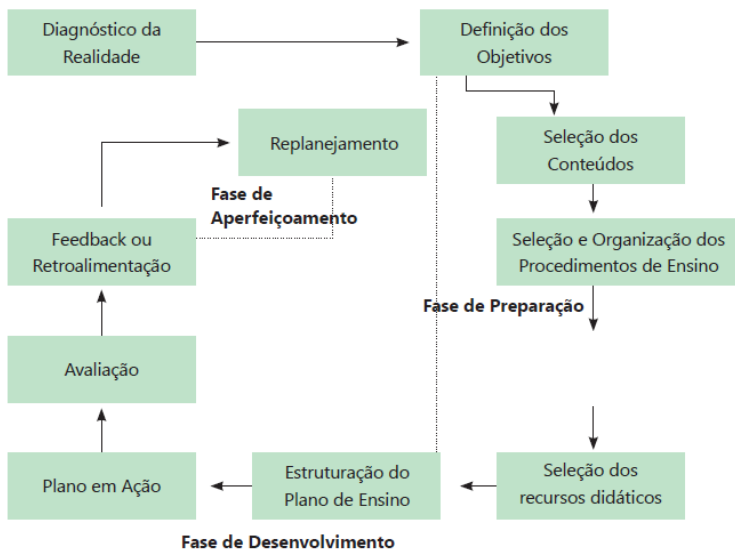 Diagnóstico da
Realidade
Definição dos
Objetivos
Seleção dos
Conteúdos
Replanejamento
Fase de
Aperfeiçoamento
Feedback ou
Retroalimentação
Seleção e Organização dos
Procedimentos de Ensino
Fase de Preparação
Avaliação
Plano em Ação
Estruturação do
Plano de Ensino
Seleção dos
recursos didáticos
Fase de Desenvolvimento